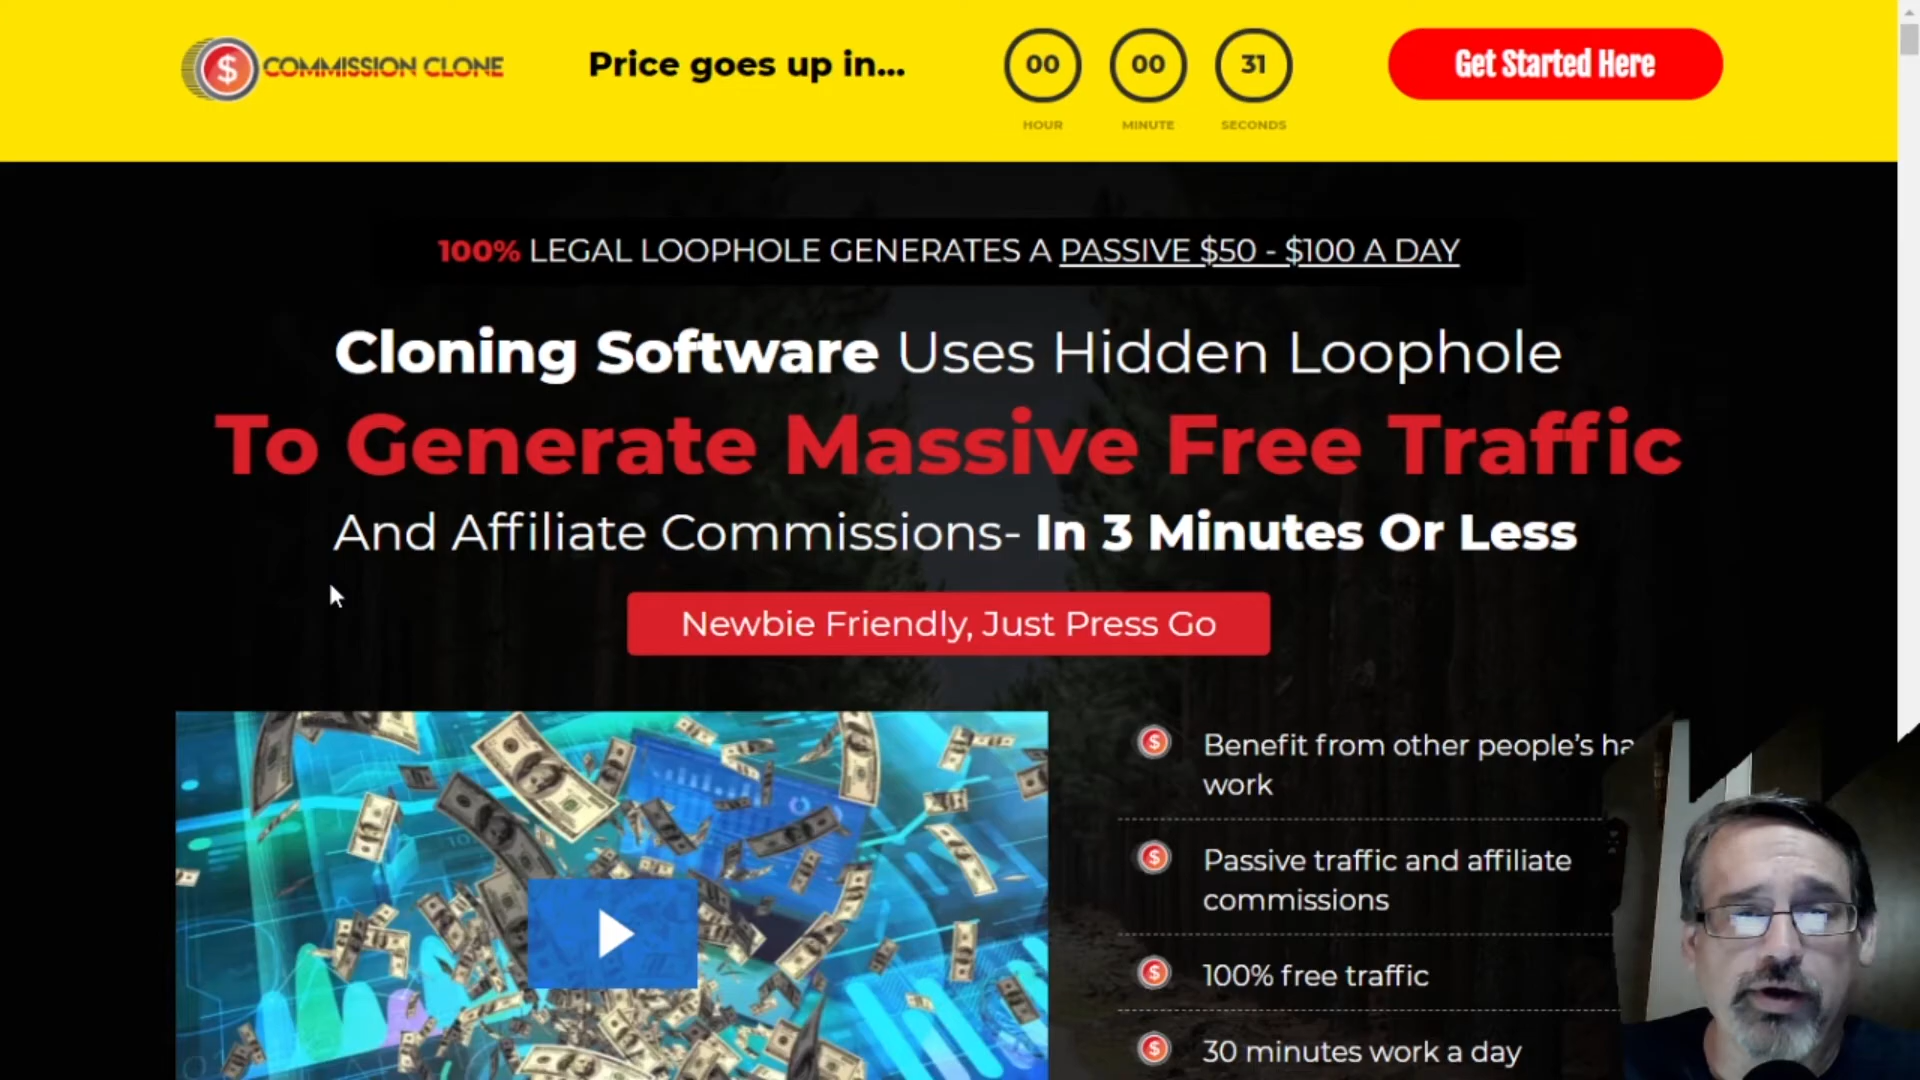 COMMISSION CLONE
Price goes up in...
00 00 31
HOUR MINUTE SECONDS
Get Started Here
100% LEGAL LOOPHOLE GENERATES A PASSIVE $50 - $100 A DAY
Cloning Software Uses Hidden Loophole
To Generate Massive Free Traffic
And Affiliate Commissions- In 3 Minutes Or Less
Newbie Friendly, Just Press Go
Benefit from other people's ha
work
Passive traffic and affiliate
commissions
100% free traffic
30 minutes work a day